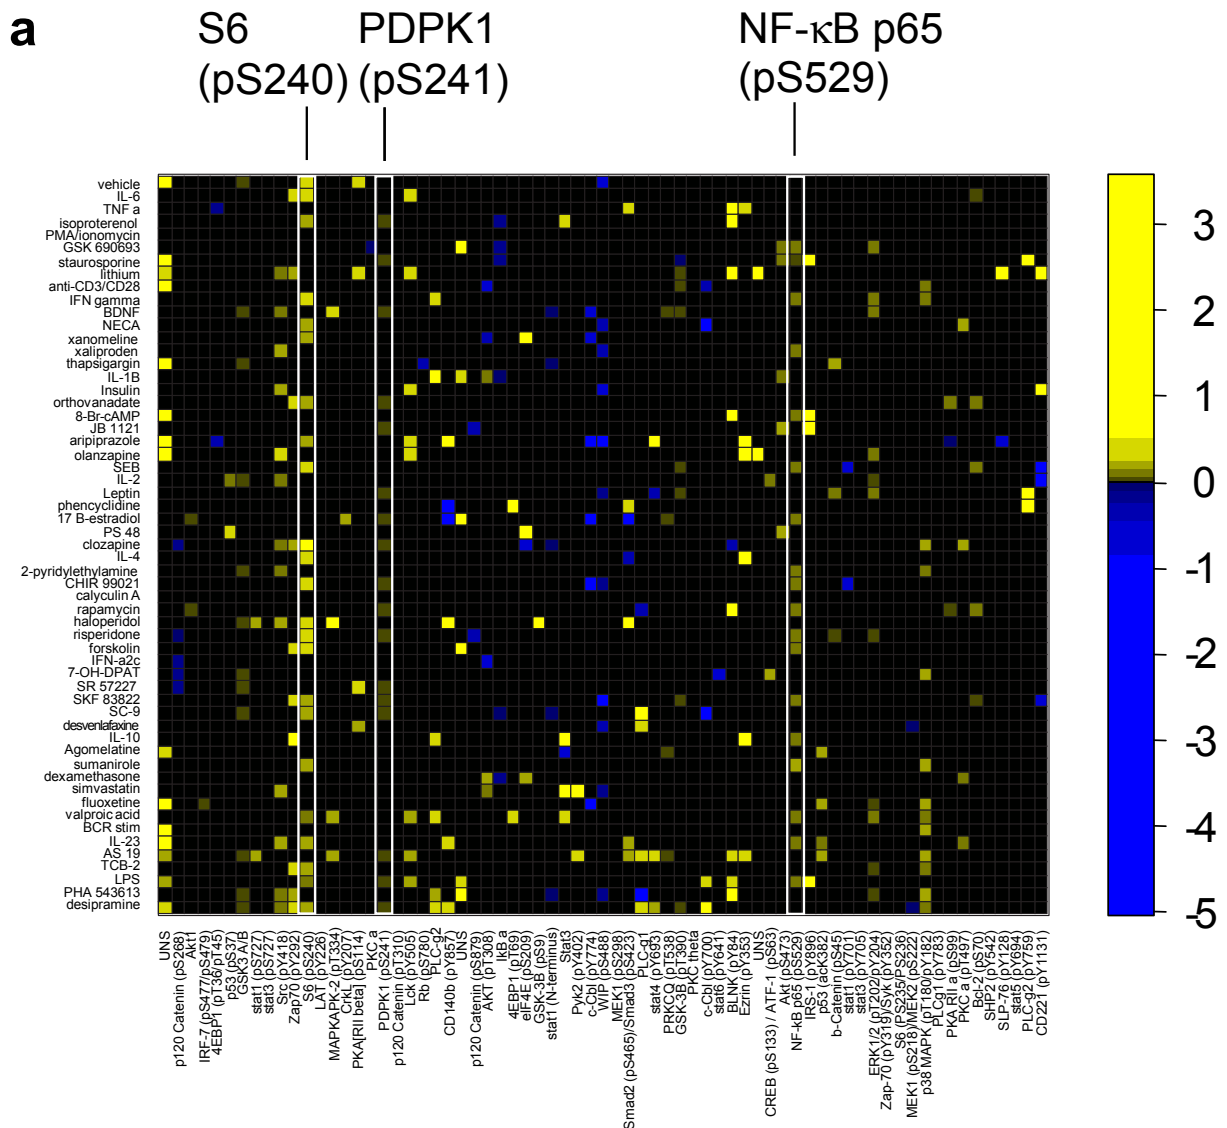 a
S6
(pS240)
PDPK1
(pS241)
NF-κB p65
(pS529)
vehicle
IL-6
TNF a
isoproterenol
PMA/ionomycin
GSK 690693
staurosporine
lithium
anti-CD3/CD28
IFN gamma
BDNF
NECA
xanomeline
xaliproden
thapsigargin
IL-1B
Insulin
orthovanadate
8-Br-cAMP
JB 1121
aripiprazole
olanzapine
SEB
IL-2
Leptin
phencyclidine
17 B-estradiol
PS 48
clozapine
IL-4
2-pyridylethylamine
CHIR 99021
calyculin A
rapamycin
haloperidol
risperidone
forskolin
IFN-a2c
7-OH-DPAT
SR 57227
SKF 83822
SC-9
desvenlafaxine
IL-10
Agomelatine
sumanirole
dexamethasone
simvastatin
fluoxetine
valproic acid
BCR stim
IL-23
AS 19
TCB-2
LPS
PHA 543613
desipramine
UNS
p120 Catenin (pS268)
Akt1
IRF-7 (pS477/pS479)
4EBP1 (pT36/pT45)
p53 (pS37)
GSK3 A/B
stat1 (pS727)
stat3 (pS727)
Src (pY418)
Zap-70 (pY292)
S6 (pS240)
LAT (pY226)
MAPKAPK-2 (pT334)
CrkL (pY207)
PKA[RII beta] (pS114)
PKC a
PDPK1 (pS241)
p120 Catenin (pT310)
Lck (pY505)
Rb (pS780)
PLC-g2
CD140b (pY857)
UNS
p120 Catenin (pS879)
AKT (pT308)
IkB a
4EBP1 (pT69)
eIF4E (pS209)
GSK-3B (pS9)
stat1 (N-terminus)
Stat3
Pyk2 (pY402)
c-Cbl (pY774)
WIP (pS488)
MEK1 (pS298)
Smad2 (pS465)/Smad3 (pS423)
PLC-g1
stat4 (pY693)
PRKCQ (pT538)
GSK-3B (pT390)
PKC theta
c-Cbl (pY700)
stat6 (pY641)
BLNK (pY84)
Ezrin (pY353)
UNS
CREB (pS133) / ATF-1 (pS63)
Akt (pS473)
NF-kB p65 (pS529)
IRS-1 (pY896)
p53 (acK382)
b-Catenin (pS45)
stat1 (pY701)
stat3 (pY705)
ERK1/2 (pT202/pY204)
Zap-70 (pY319)/Syk (pY352)
S6 (PS235/PS236)
MEK1 (pS218)/MEK2 (pS222)
p38 MAPK (pT180/pY182)
PLCg1 (pY783)
PKA RII a (pS99)
PKC a (pT497)
Bcl-2 (pS70)
SHP2 (pY542)
SLP-76 (pY128)
stat5 (pY694)
PLC-g2 (pY759)
CD221 (pY1131)
3
2
1
0
-1
-2
-3
-4
-5